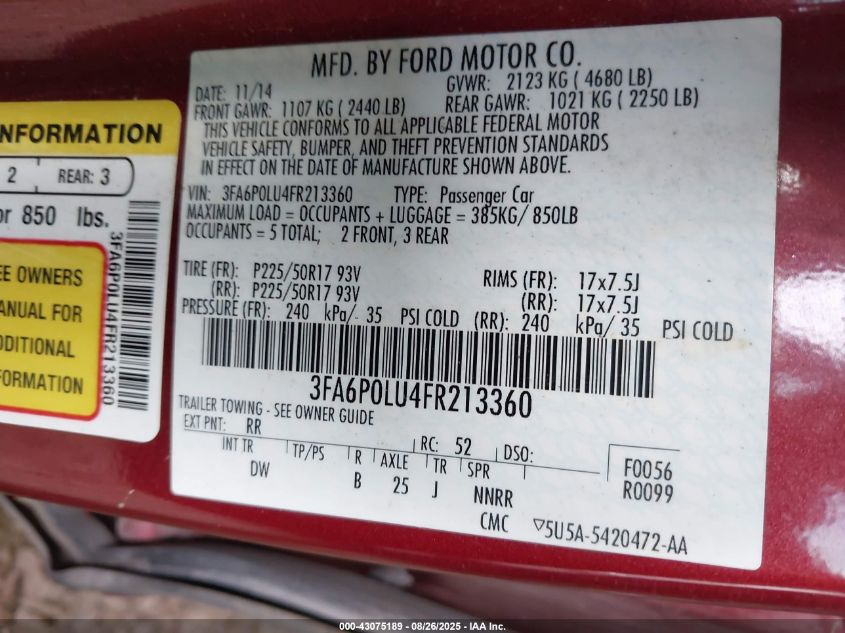 NFORMATION
2 REAR: 3
or 850 lbs.
EE OWNERS
ANUAL FOR
DDITIONAL
FORMATION
3FA6P0LU4FR213360
MFD. BY FORD MOTOR CO.
DATE: 11/14 GVWR: 2123 KG ( 4680 LB)
FRONT GAWR: 1107 KG ( 2440 LB) REAR GAWR: 1021 KG ( 2250 LB)
THIS VEHICLE CONFORMS TO ALL APPLICABLE FEDERAL MOTOR
VEHICLE SAFETY, BUMPER, AND THEFT PREVENTION STANDARDS
IN EFFECT ON THE DATE OF MANUFACTURE SHOWN ABOVE.
VIN: 3FA6P0LU4FR213360 TYPE: Passenger Car
MAXIMUM LOAD = OCCUPANTS + LUGGAGE = 385KG/ 850LB
OCCUPANTS = 5 TOTAL; 2 FRONT, 3 REAR
TIRE (FR): P225/50R17 93V RIMS (FR): 17x7.5J
(RR): P225/50R17 93V (RR): 17x7.5J
PRESSURE (FR): 240 kPa/ 35 PSI COLD (RR): 240 kPa/ 35 PSI COLD
3FA6P0LU4FR213360
TRAILER TOWING - SEE OWNER GUIDE
EXT PNT: RR RC: 52 DSO:
INT TR TP/PS R AXLE TR SPR F0056
DW B 25 J NNRR R0099
CMC ▽5U5A-5420472-AA
000-43075189 - 08/26/2025 - IAA Inc.